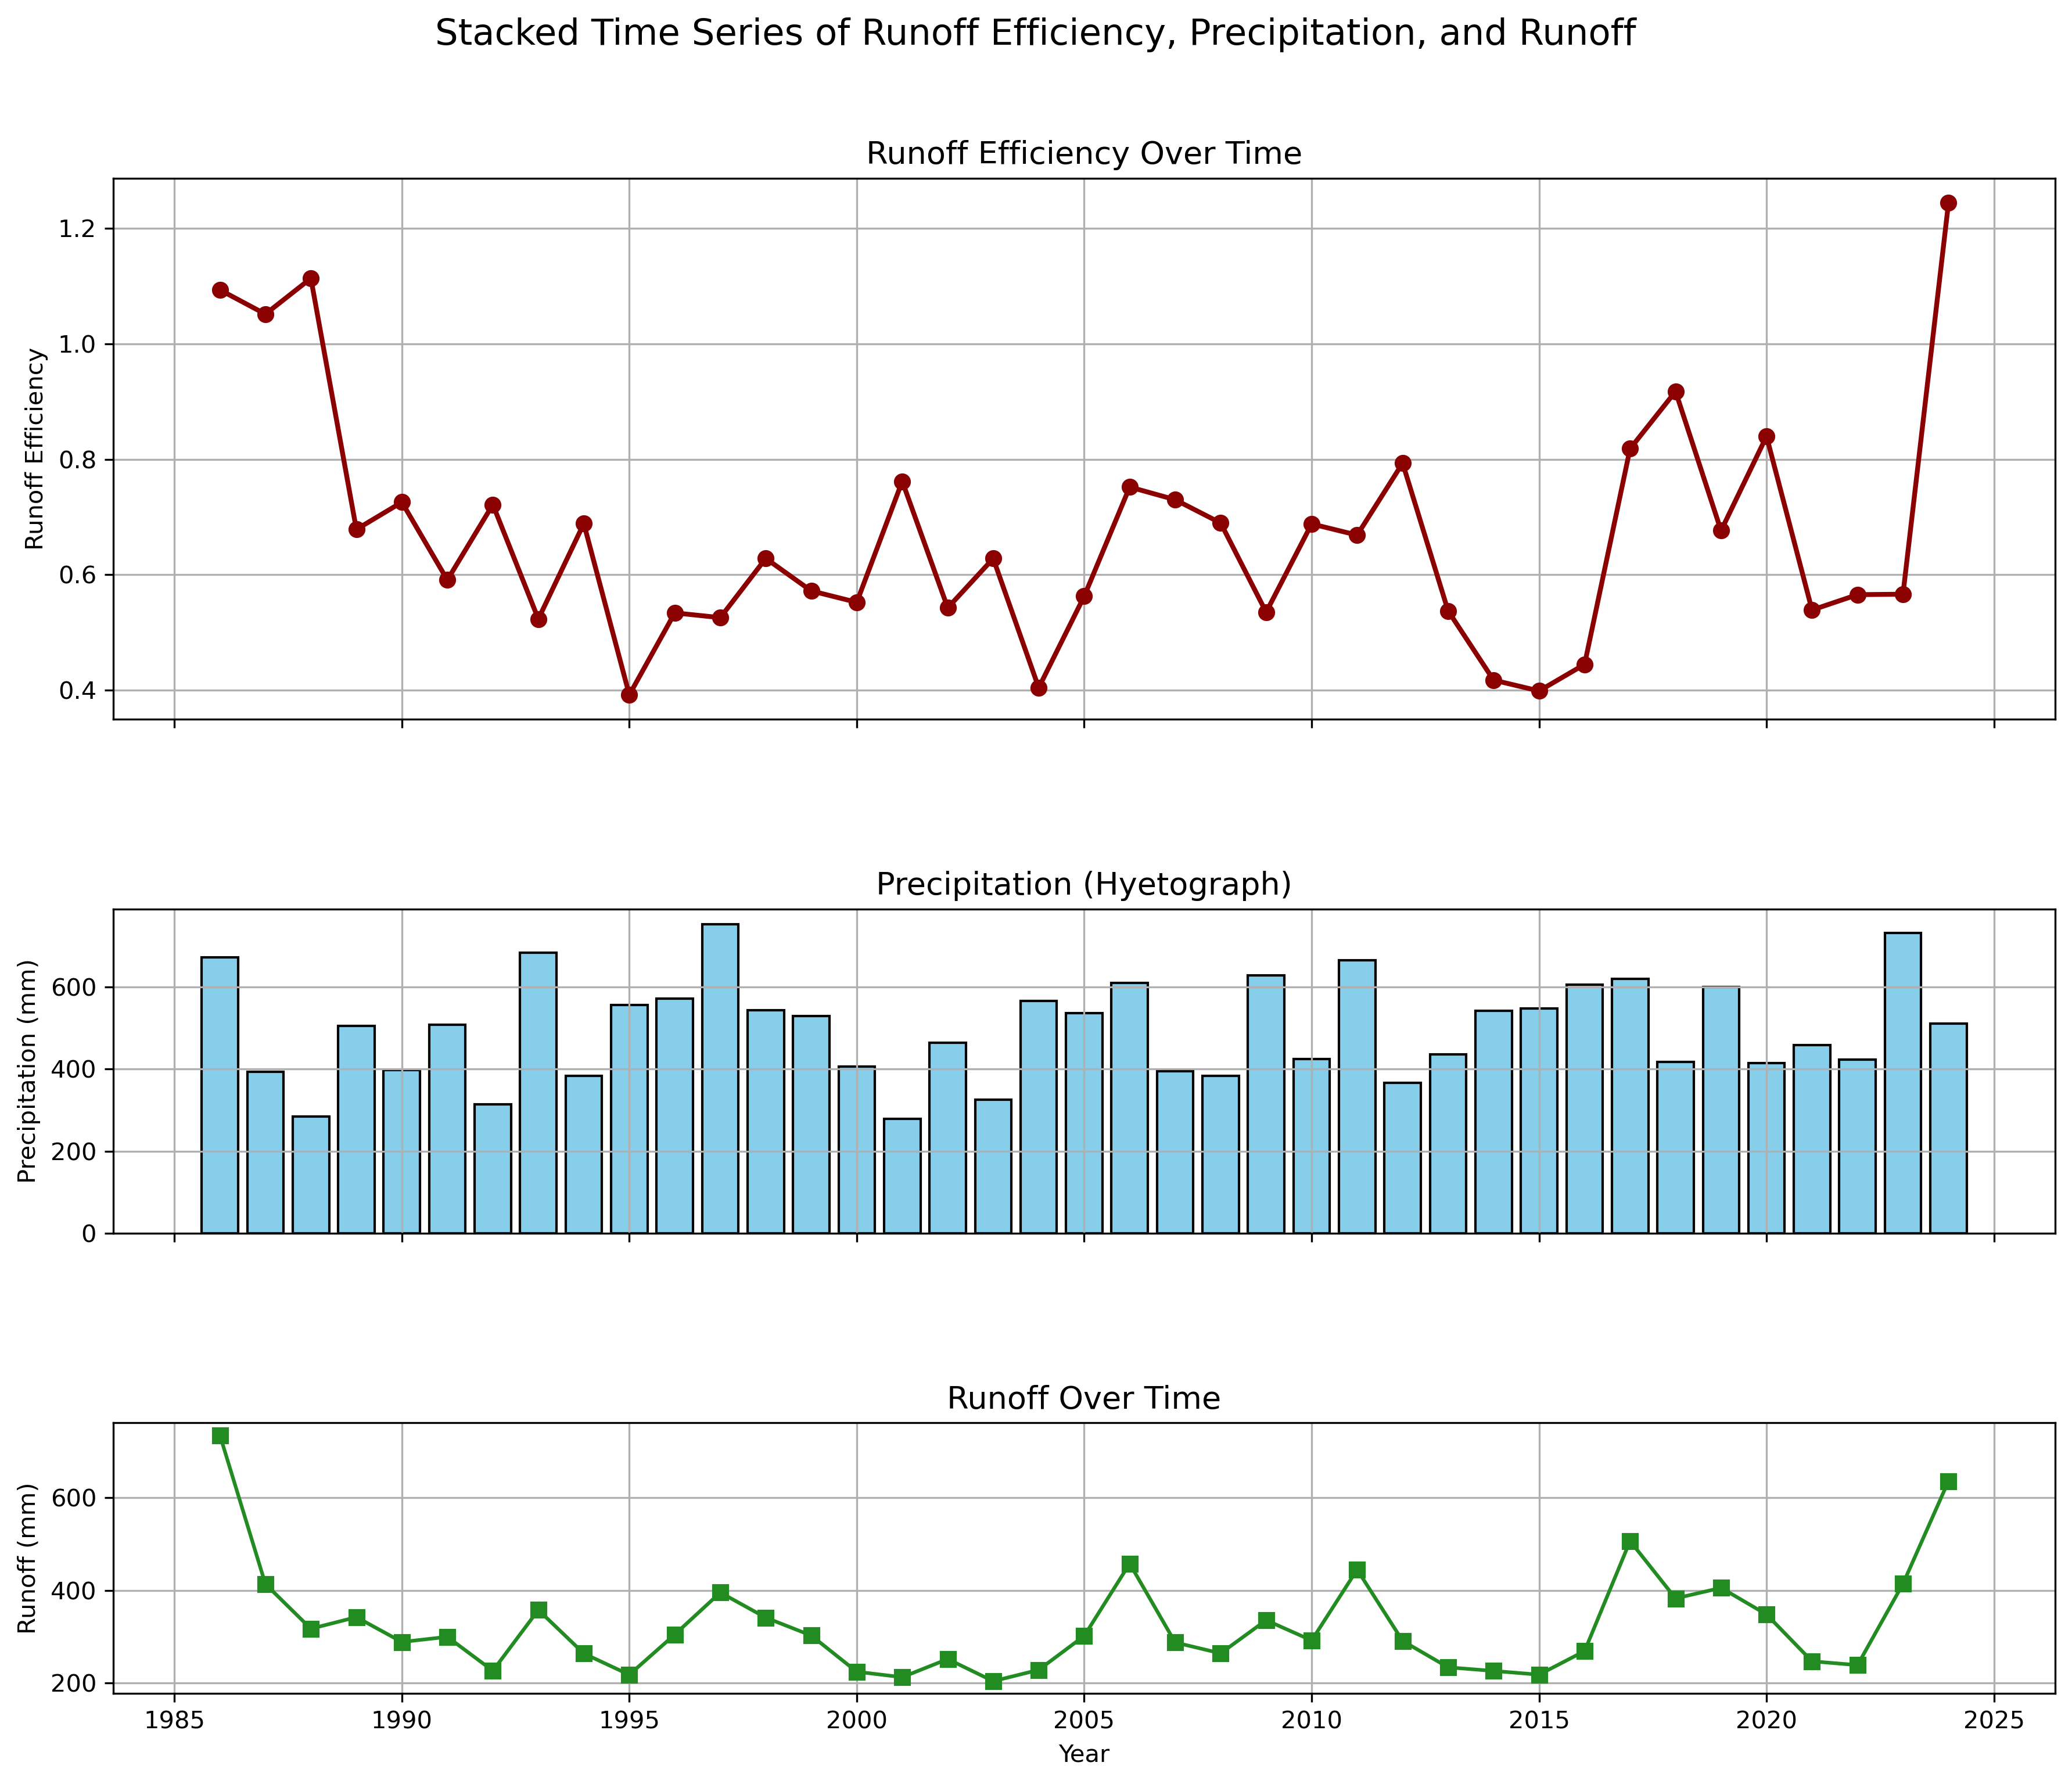 Stacked Time Series of Runoff Efficiency, Precipitation, and Runoff
Runoff Efficiency Over Time
Runoff Efficiency
1.2
1.0
0.8
0.6
0.4
Precipitation (Hyetograph)
Precipitation (mm)
600
400
200
0
Runoff Over Time
Runoff (mm)
600
400
200
1985 1990 1995 2000 2005 2010 2015 2020 2025
Year